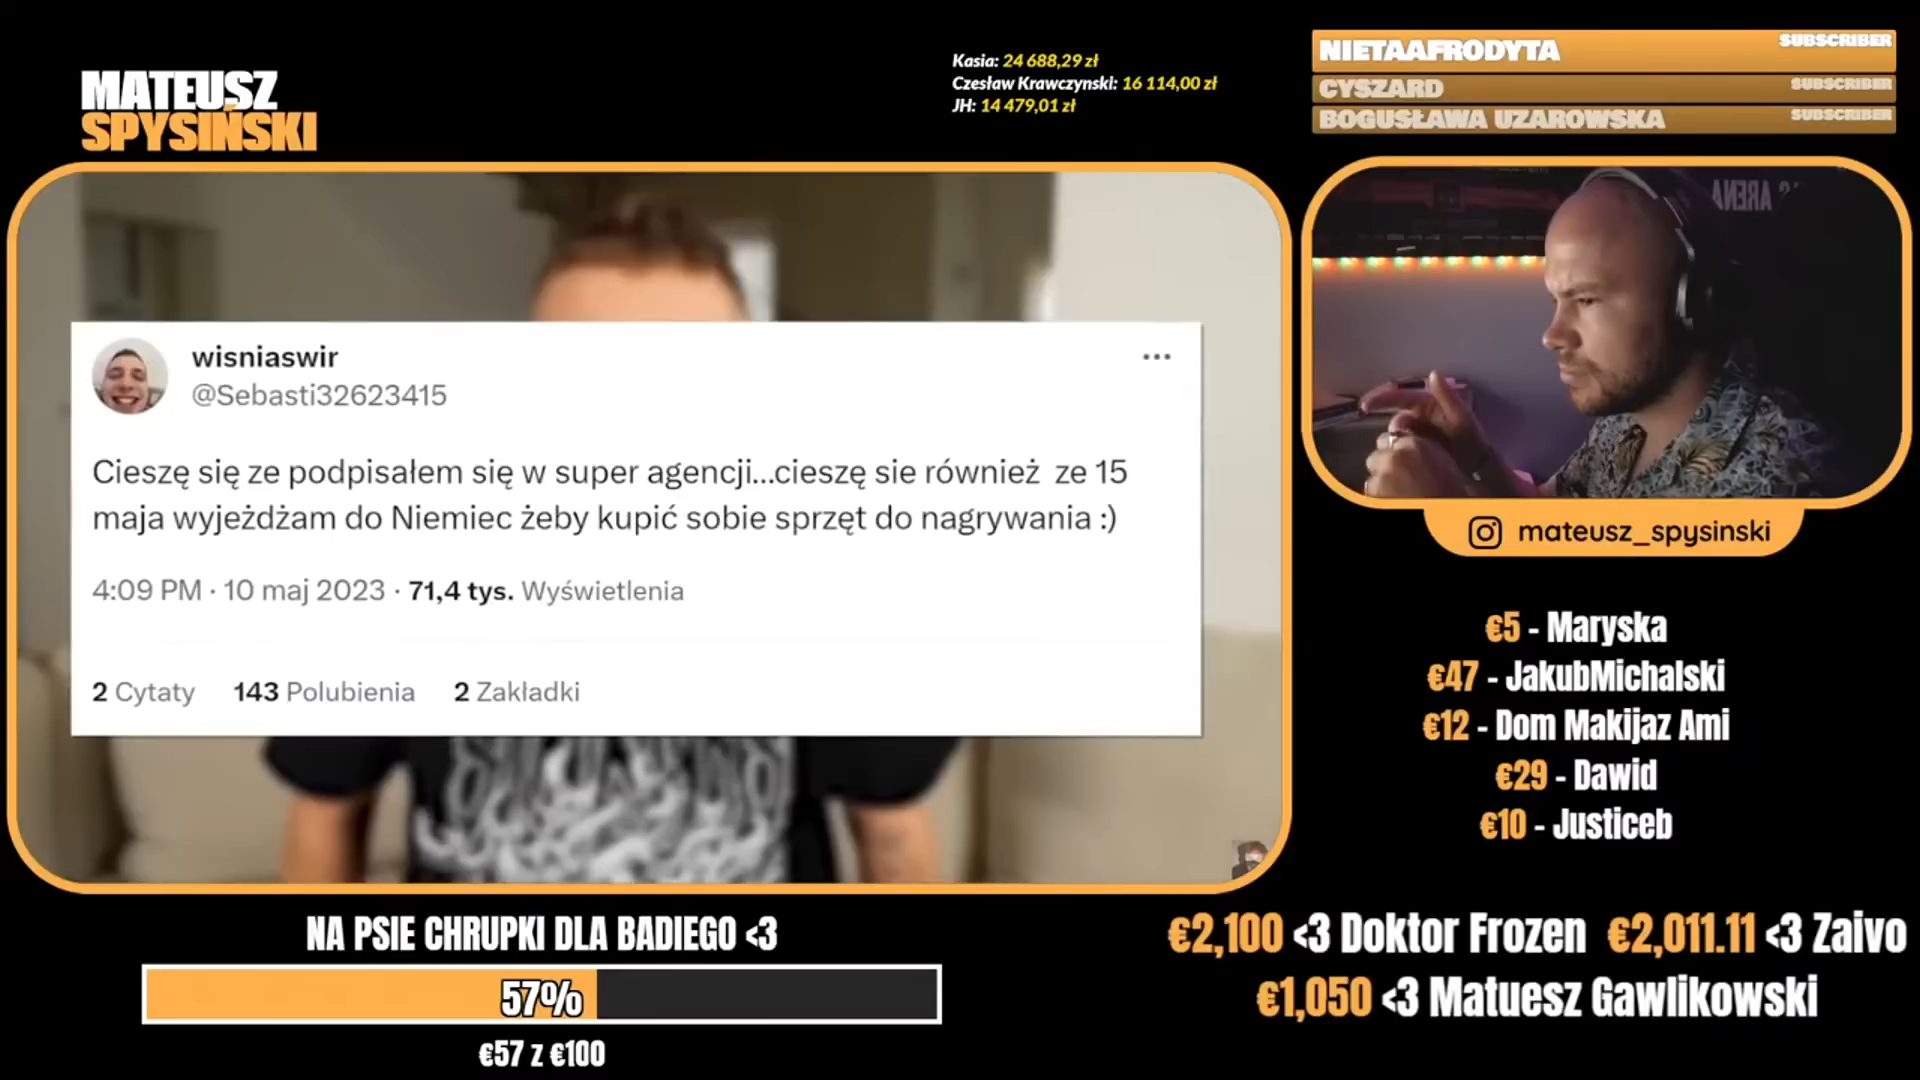 MATEUSZ
SPYSIŃSKI
Kasia: 24 688,29 zł
Czesław Krawczynski: 16 114,00 zł
JH: 14 479,01 zł
NIETAAFRODYTA SUBSCRIBER
CYSZARD SUBSCRIBER
BOGUSŁAWA UZAROWSKA SUBSCRIBER
wisniaswir
@Sebasti32623415
Cieszę się ze podpisałem się w super agencji...cieszę sie również ze 15
maja wyjeżdżam do Niemiec żeby kupić sobie sprzęt do nagrywania :)
4:09 PM · 10 maj 2023 · 71,4 tys. Wyświetlenia
2 Cytaty 143 Polubienia 2 Zakładki
ARENA
mateusz_spysinski
€5 - Maryska
€47 - JakubMichalski
€12 - Dom Makijaz Ami
€29 - Dawid
€10 - Justiceb
NA PSIE CHRUPKI DLA BADIEGO <3
57%
€57 z €100
€2,100 <3 Doktor Frozen €2,011.11 <3 Zaivo
€1,050 <3 Matuesz Gawlikowski